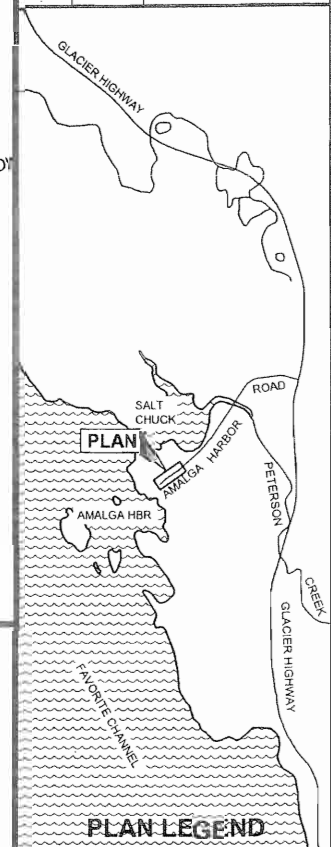 GLACIER HIGHWAY
ROAD
SALT
CHUCK
PLAN
AMALGA HARBOR
AMALGA HBR
PETERSON
CREEK
GLACIER HIGHWAY
FAVORITE CHANNEL
PLAN LEGEND